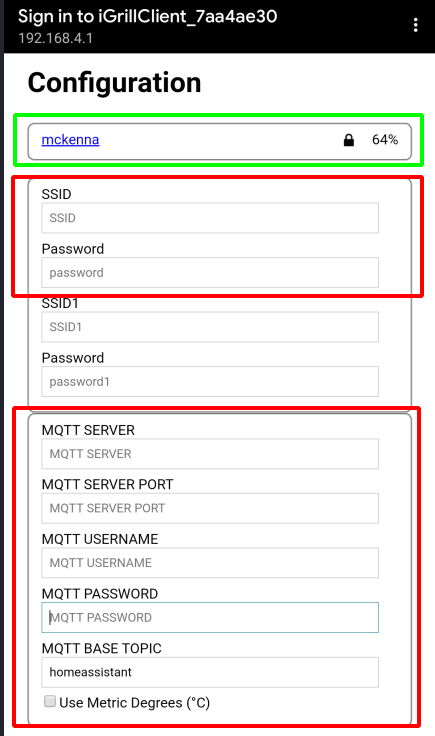 Sign in to iGrillClient_7aa4ae30
192.168.4.1
Configuration
mckenna 64%
SSID
SSID
Password
password
SSID1
SSID1
Password
password1
MQTT SERVER
MQTT SERVER
MQTT SERVER PORT
MQTT SERVER PORT
MQTT USERNAME
MQTT USERNAME
MQTT PASSWORD
MQTT PASSWORD
MQTT BASE TOPIC
homeassistant
Use Metric Degrees (°C)